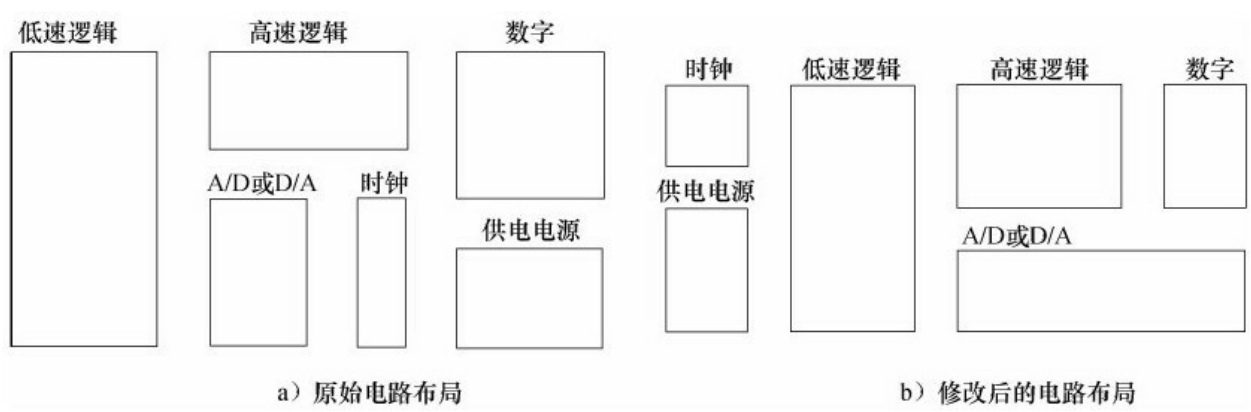 低速逻辑
高速逻辑
数字
A/D或D/A
时钟
供电电源
a）原始电路布局
时钟
低速逻辑
高速逻辑
数字
供电电源
A/D或D/A
b）修改后的电路布局